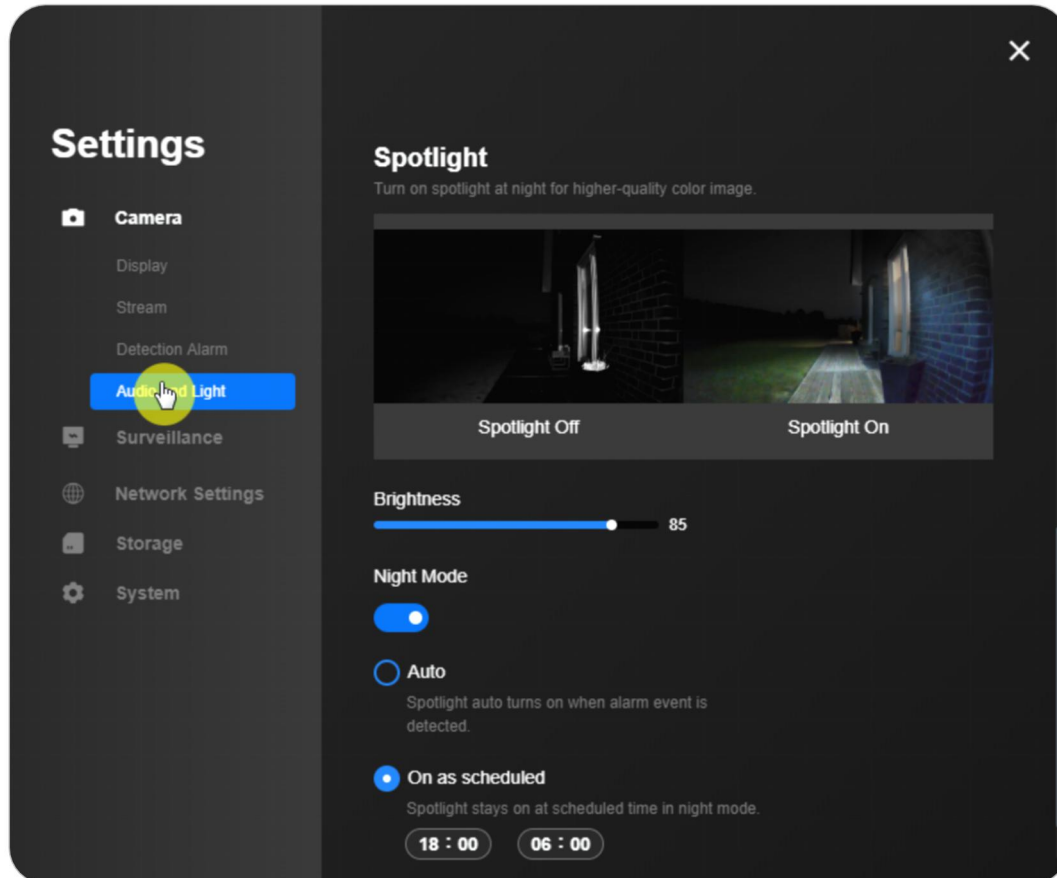 Settings
Camera
Display
Stream
Detection Alarm
Light
Surveillance
Network Settings
Storage
System
Spotlight
Turn on spotlight at night for higher-quality color image.
Spotlight Off
Spotlight On
Brightness
85
Night Mode
Auto
Spotlight auto turns on when alarm event is
detected.
On as scheduled
Spotlight stays on at scheduled time in night mode.
18 : 00
06 : 00